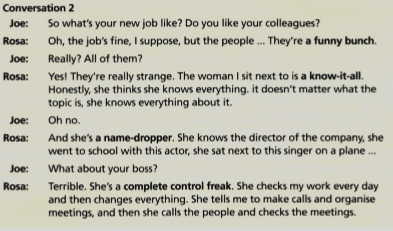 Conversation 2
Joe: So what's your new job like? Do you like your colleagues?
Rosa: Oh, the job's fine, I suppose, but the people ... They're a funny bunch.
Joe: Really? All of them?
Rosa: Yes! They're really strange. The woman I sit next to is a know-it-all.
Honestly, she thinks she knows everything. it doesn't matter what the
topic is, she knows everything about it.
Joe: Oh no.
Rosa: And she's a name-dropper. She knows the director of the company, she
went to school with this actor, she sat next to this singer on a plane ...
Joe: What about your boss?
Rosa: Terrible. She's a complete control freak. She checks my work every day
and then changes everything. She tells me to make calls and organise
meetings, and then she calls the people and checks the meetings.